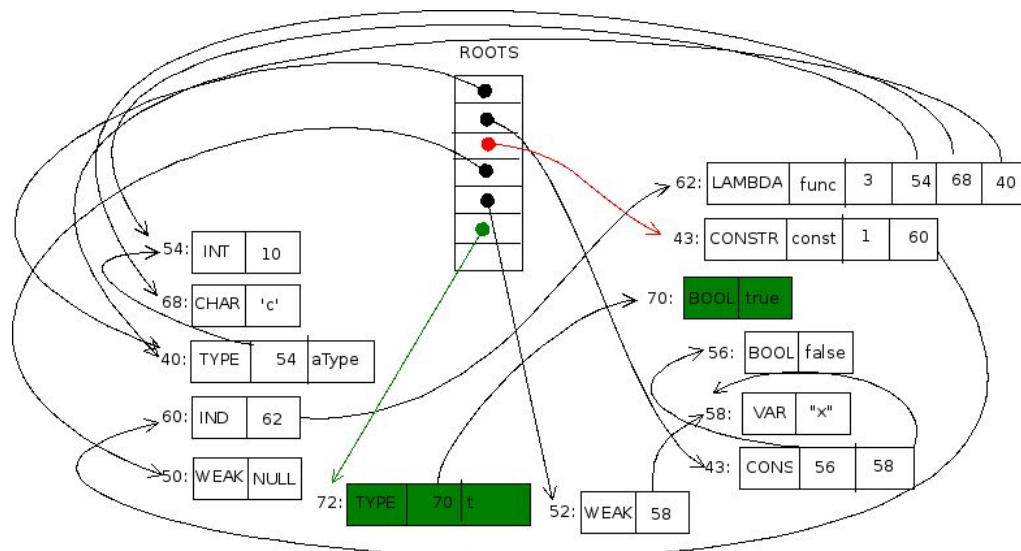 ROOTS
62: LAMBDA func 3 54 68 40
43: CONSTR const 1 60
54: INT 10
68: CHAR 'c'
70: BOOL true
40: TYPE 54 aType
56: BOOL false
60: IND 62
58: VAR "x"
50: WEAK NULL
43: CONS 56 58
72: TYPE 70 t
52: WEAK 58